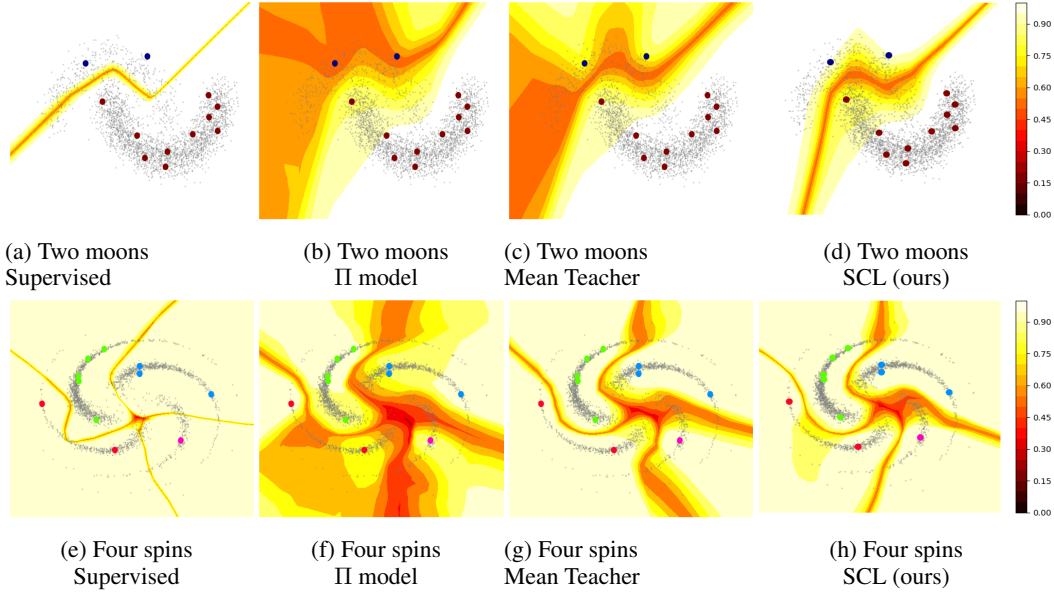 0.90
0.75
0.60
0.45
0.30
0.15
0.00
(a) Two moons
Supervised
(b) Two moons
Π model
(c) Two moons
Mean Teacher
(d) Two moons
SCL (ours)
0.90
0.75
0.60
0.45
0.30
0.15
0.00
(e) Four spins
Supervised
(f) Four spins
Π model
(g) Four spins
Mean Teacher
(h) Four spins
SCL (ours)